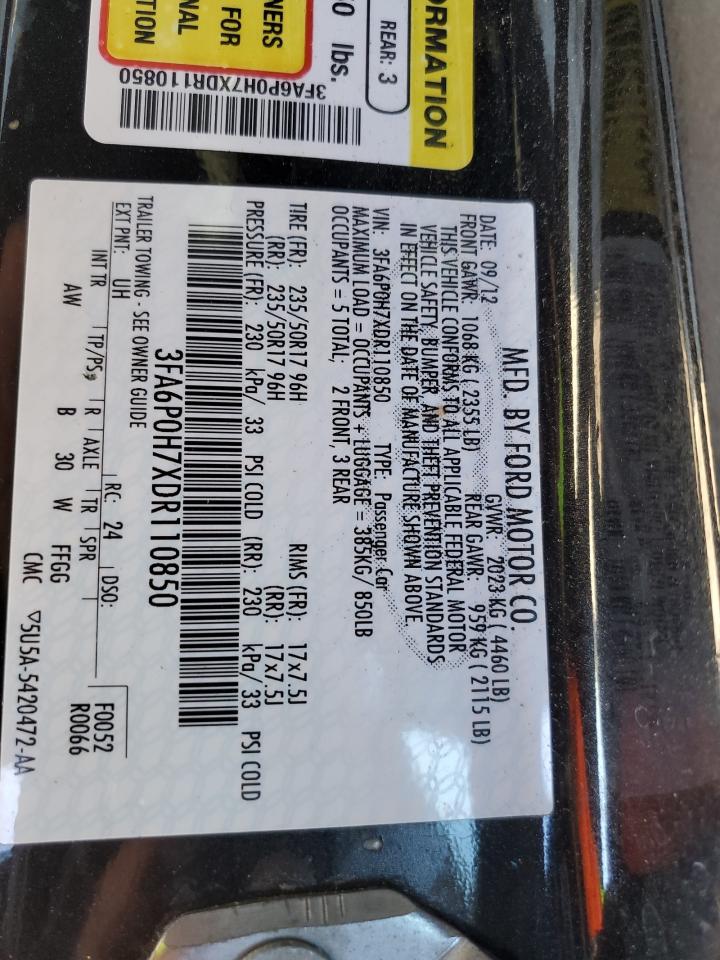 ORMATION
REAR: 3
lbs.
NERS
FOR
NAL
TION
3FA6P0H7XDR110850
MFD. BY FORD MOTOR CO.
DATE: 09/12 GVWR: 2023 KG ( 4460 LB)
FRONT GAWR: 1068 KG ( 2355 LB) REAR GAWR: 959 KG ( 2115 LB)
THIS VEHICLE CONFORMS TO ALL APPLICABLE FEDERAL MOTOR
VEHICLE SAFETY, BUMPER, AND THEFT PREVENTION STANDARDS
IN EFFECT ON THE DATE OF MANUFACTURE SHOWN ABOVE.
VIN: 3FA6P0H7XDR110850 TYPE: Passenger Car
MAXIMUM LOAD = OCCUPANTS + LUGGAGE = 385KG/ 850LB
OCCUPANTS = 5 TOTAL, 2 FRONT, 3 REAR
TIRE (FR): 235/50R17 96H RIMS (FR): 17x7.5J
(RR): 235/50R17 96H (RR): 17x7.5J
PRESSURE (FR): 230 kPa/ 33 PSI COLD (RR): 230 kPa/ 33 PSI COLD
3FA6P0H7XDR110850
TRAILER TOWING - SEE OWNER GUIDE
EXT PNT: UH RC: 24 DSO: F0052
R0066
INT TR TP/PS R AXLE TR SPR
AW B 30 W FFGG
CMC 5U5A-5420472-AA